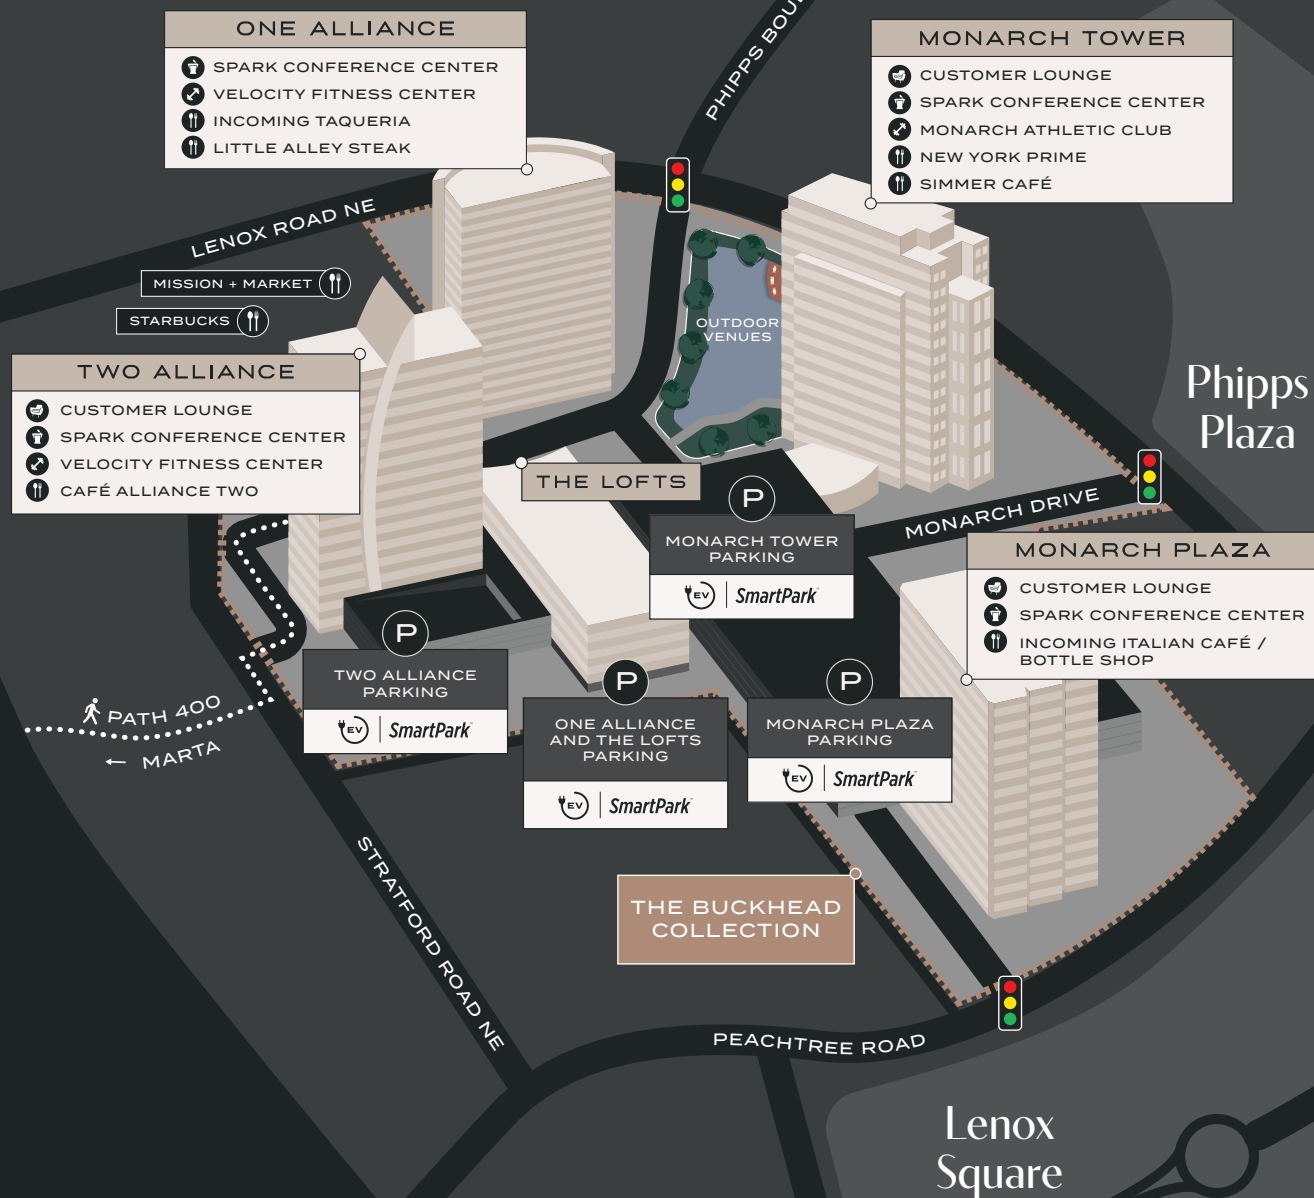 ONE ALLIANCE
SPARK CONFERENCE CENTER
VELOCITY FITNESS CENTER
INCOMING TAQUERIA
LITTLE ALLEY STEAK
PHIPPS
MONARCH TOWER
CUSTOMER LOUNGE
SPARK CONFERENCE CENTER
MONARCH ATHLETIC CLUB
NEW YORK PRIME
SIMMER CAFÉ
LENOX ROAD NE
MISSION + MARKET
STARBUCKS
OUTDOOR
VENUES
TWO ALLIANCE
CUSTOMER LOUNGE
SPARK CONFERENCE CENTER
VELOCITY FITNESS CENTER
CAFÉ ALLIANCE TWO
Phipps
Plaza
THE LOFTS
P
MONARCH TOWER
PARKING
EV SmartPark
MONARCH DRIVE
MONARCH PLAZA
CUSTOMER LOUNGE
SPARK CONFERENCE CENTER
INCOMING ITALIAN CAFÉ /
BOTTLE SHOP
P
TWO ALLIANCE
PARKING
EV SmartPark
P
ONE ALLIANCE
AND THE LOFTS
PARKING
EV SmartPark
P
MONARCH PLAZA
PARKING
EV SmartPark
PATH 400
← MARTA
STRATFORD ROAD NE
THE BUCKHEAD
COLLECTION
PEACHTREE ROAD
Lenox
Square